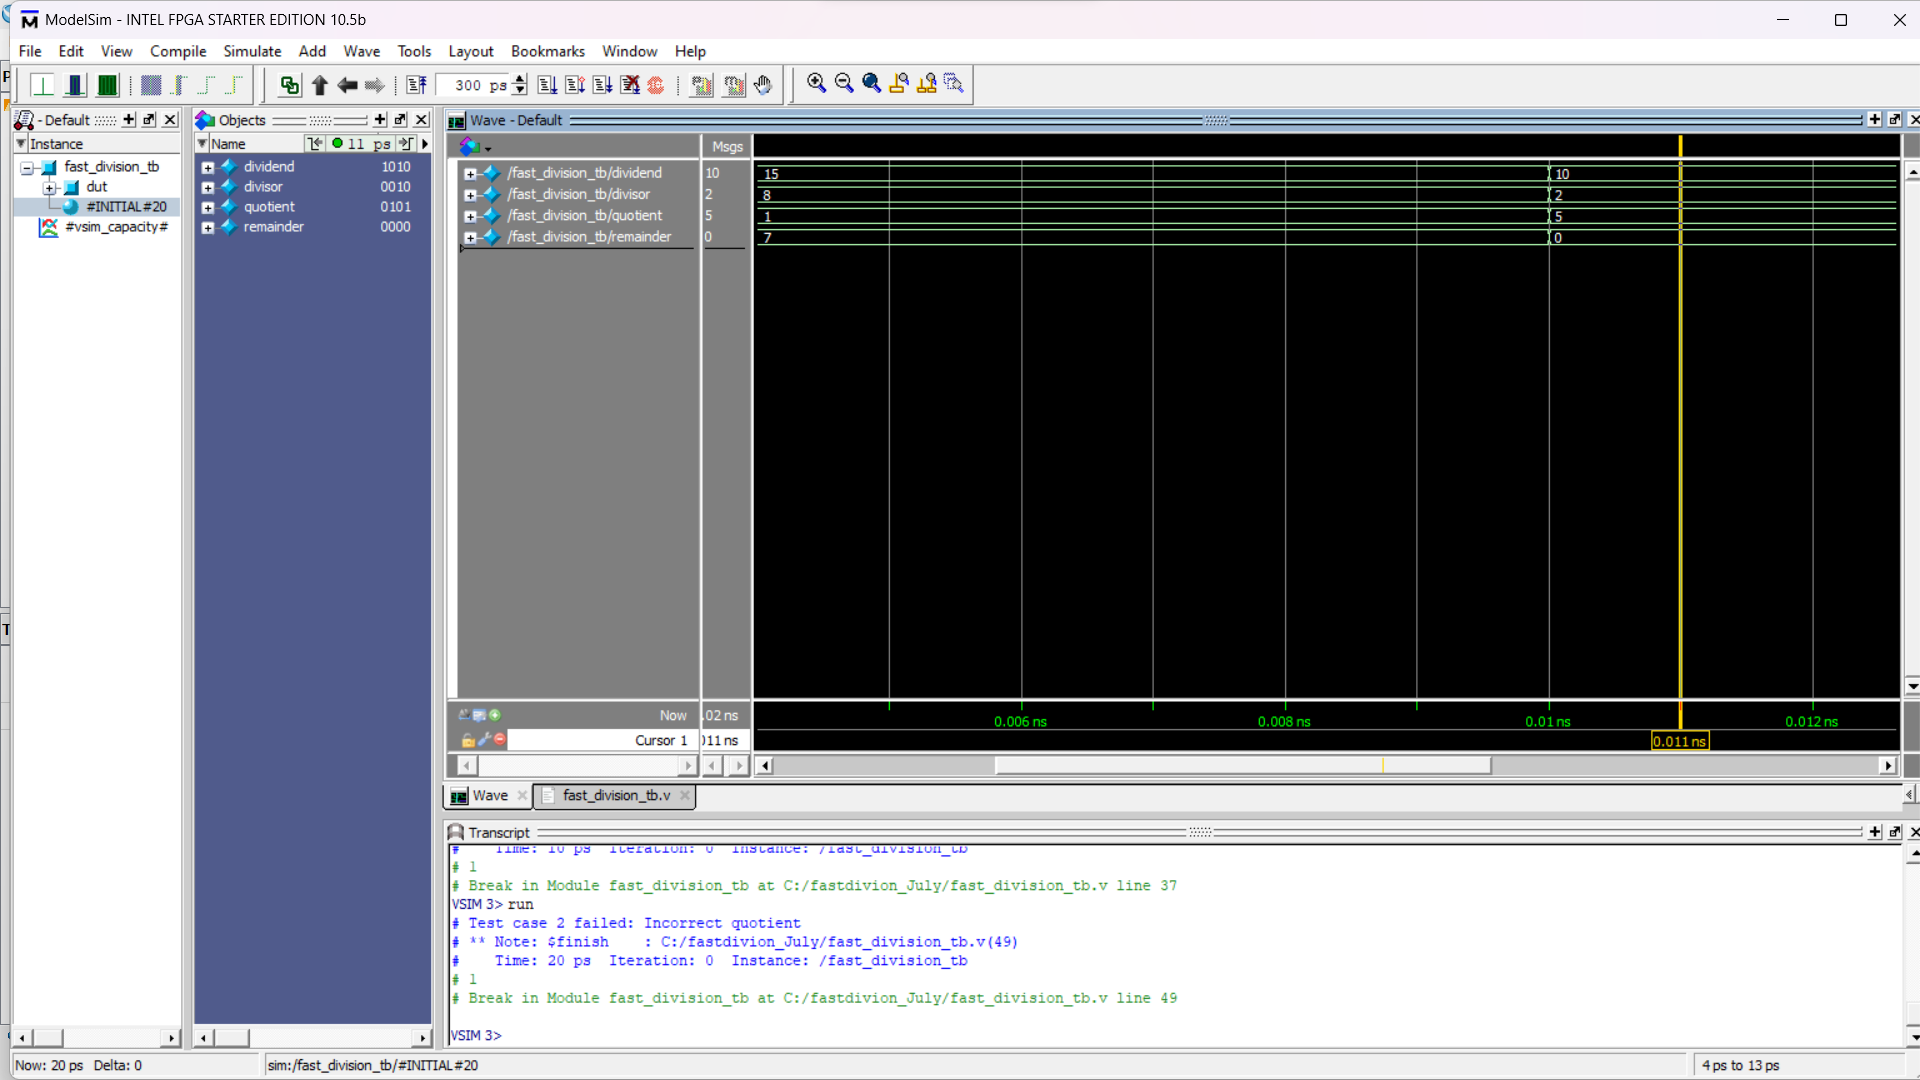 ModelSim - INTEL FPGA STARTER EDITION 10.5b
File Edit View Compile Simulate Add Wave Tools Layout Bookmarks Window Help
300 ps
- Default
Instance
fast_division_tb
dut
#INITIAL#20
#vsim_capacity#
Objects
Name 11 ps
dividend 1010
divisor 0010
quotient 0101
remainder 0000
Wave - Default
Msgs
/fast_division_tb/dividend 10 15 10
/fast_division_tb/divisor 2 8 2
/fast_division_tb/quotient 5 1 5
/fast_division_tb/remainder 0 7 0
Now .02 ns 0.006 ns 0.008 ns 0.01 ns 0.012 ns
Cursor 1 11 ns 0.011 ns
Wave fast_division_tb.v
Transcript
# Time: 10 ps Iteration: 0 Instance: /fast_division_tb
# 1
# Break in Module fast_division_tb at C:/fastdivion_July/fast_division_tb.v line 37
VSIM 3> run
# Test case 2 failed: Incorrect quotient
# ** Note: $finish : C:/fastdivion_July/fast_division_tb.v(49)
# Time: 20 ps Iteration: 0 Instance: /fast_division_tb
# 1
# Break in Module fast_division_tb at C:/fastdivion_July/fast_division_tb.v line 49
VSIM 3>
Now: 20 ps Delta: 0 sim:/fast_division_tb/#INITIAL#20 4 ps to 13 ps